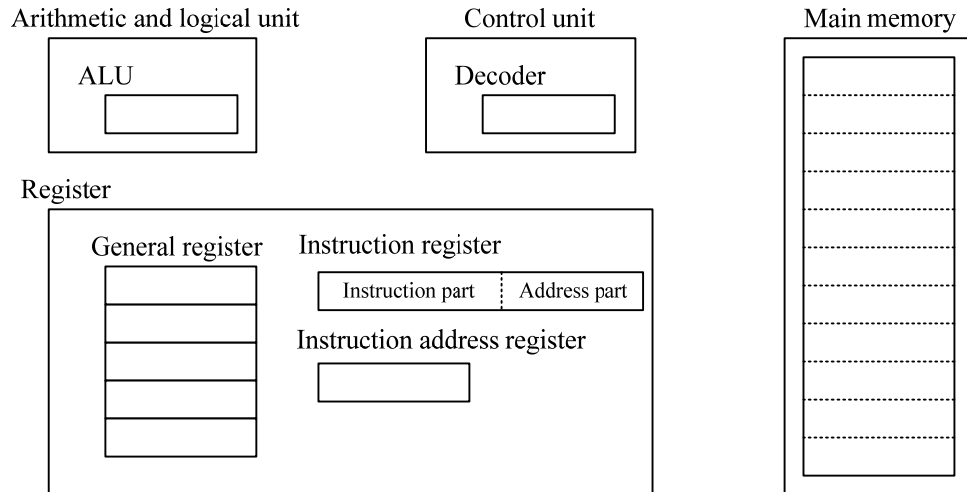 Arithmetic and logical unit
Control unit
Main memory
ALU
Decoder
Register
General register
Instruction register
Instruction part
Address part
Instruction address register